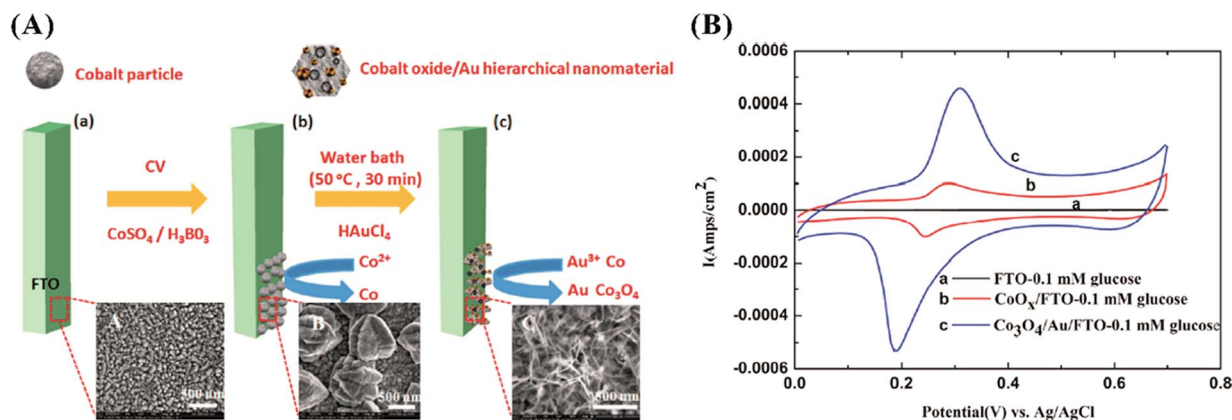 (A)
Cobalt particle
Cobalt oxide/Au hierarchical nanomaterial
(a)
CV
CoSO4 / H3B03
FTO
A
500 nm
(b)
Water bath
(50 °C , 30 min)
HAuCl4
Co2+
Co
B
500 nm
(c)
Au3+ Co
Au Co3O4
C
500 nm
(B)
I(Amps/cm2)
0.0006
0.0004
0.0002
0.0000
-0.0002
-0.0004
-0.0006
c
b
a
a FTO-0.1 mM glucose
b CoOx/FTO-0.1 mM glucose
c Co3O4/Au/FTO-0.1 mM glucose
0.0 0.2 0.4 0.6 0.8
Potential(V) vs. Ag/AgCl